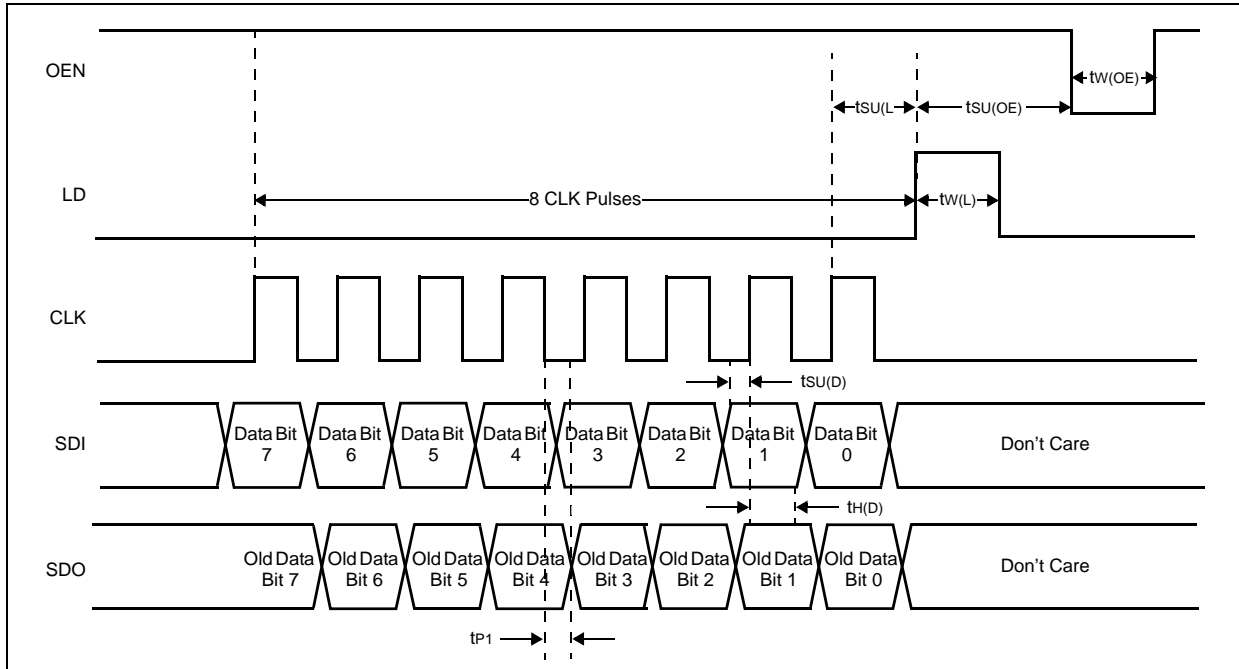 OEN
tW(OE)
tSU(L
tSU(OE)
LD
8 CLK Pulses
tW(L)
CLK
tSU(D)
SDI
Data Bit
7
Data Bit
6
Data Bit
5
Data Bit
4
Data Bit
3
Data Bit
2
Data Bit
1
Data Bit
0
Don't Care
tH(D)
SDO
Old Data
Bit 7
Old Data
Bit 6
Old Data
Bit 5
Old Data
Bit 4
Old Data
Bit 3
Old Data
Bit 2
Old Data
Bit 1
Old Data
Bit 0
Don't Care
tP1